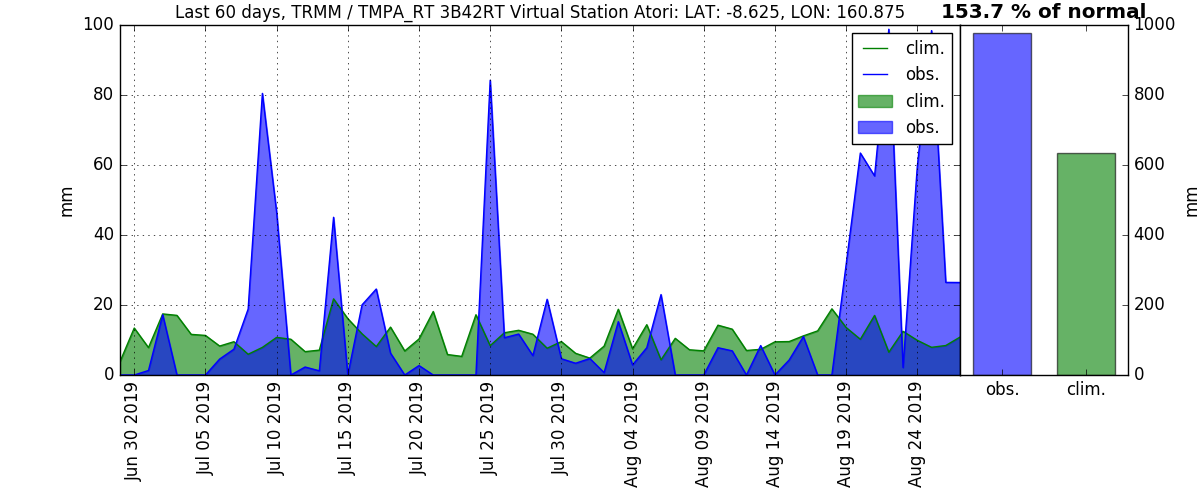 Last 60 days, TRMM / TMPA_RT 3B42RT Virtual Station Atori: LAT: -8.625, LON: 160.875
153.7 % of normal
100
80
60
40
20
0
mm
clim.
obs.
clim.
obs.
1000
800
600
400
200
0
mm
Jun 30 2019
Jul 05 2019
Jul 10 2019
Jul 15 2019
Jul 20 2019
Jul 25 2019
Jul 30 2019
Aug 04 2019
Aug 09 2019
Aug 14 2019
Aug 19 2019
Aug 24 2019
obs.
clim.